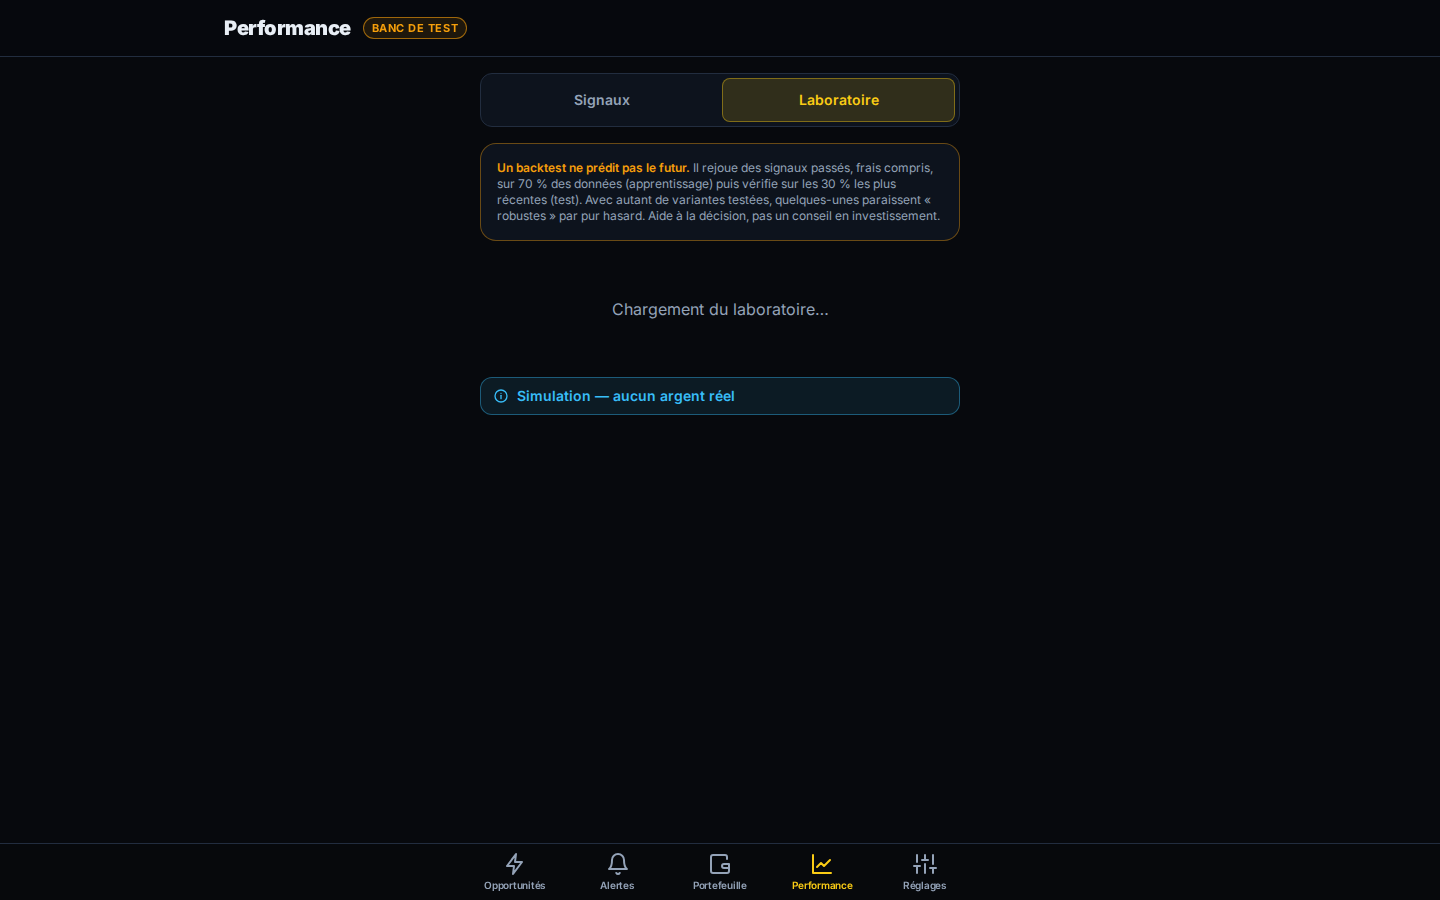 Performance
BANC DE TEST
Signaux
Laboratoire
Un backtest ne prédit pas le futur. Il rejoue des signaux passés, frais compris,
sur 70 % des données (apprentissage) puis vérifie sur les 30 % les plus
récentes (test). Avec autant de variantes testées, quelques-unes paraissent «
robustes » par pur hasard. Aide à la décision, pas un conseil en investissement.
Chargement du laboratoire…
Simulation — aucun argent réel
Opportunités
Alertes
Portefeuille
Performance
Réglages